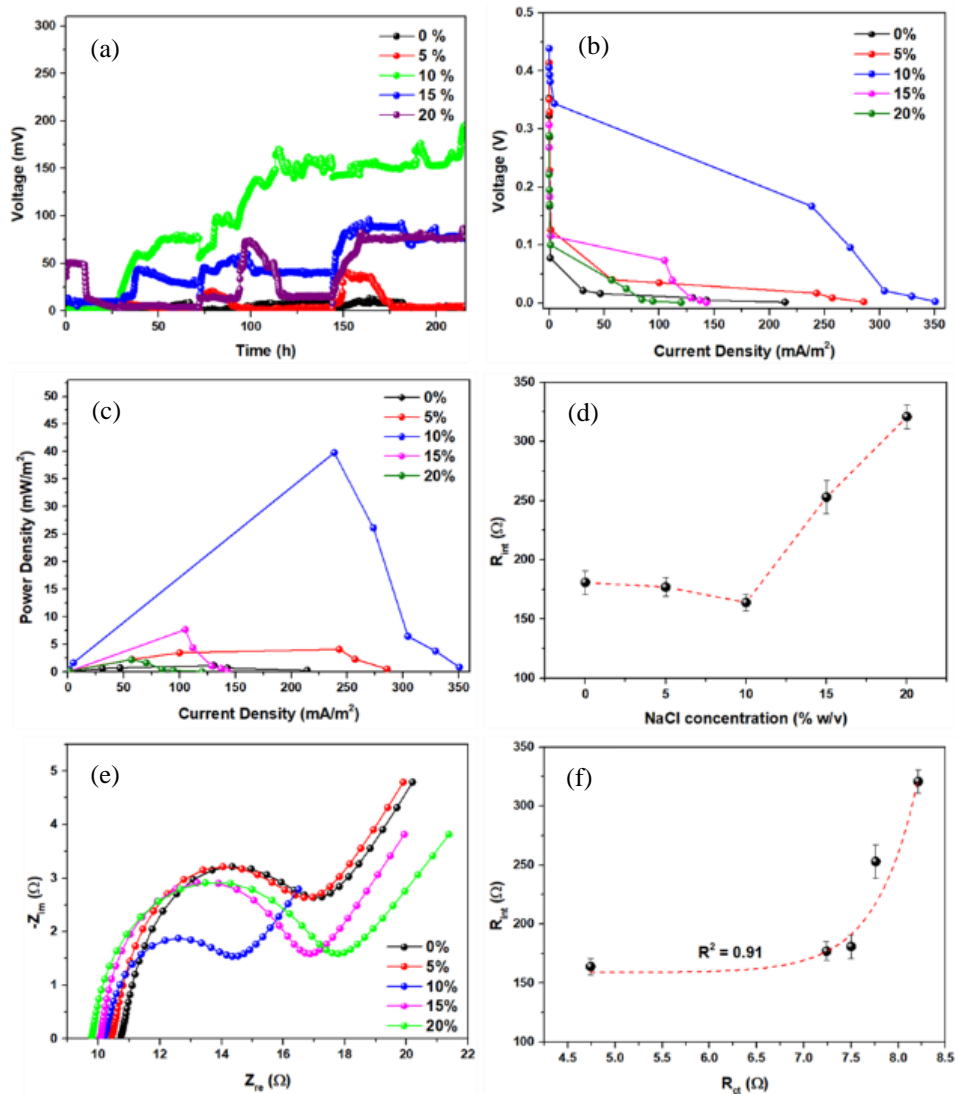 (a)
300
250
200
150
100
50
0
Voltage (mV)
0 %
5 %
10 %
15 %
20 %
0 50 100 150 200
Time (h)
(b)
0.5
0.4
0.3
0.2
0.1
0.0
Voltage (V)
0%
5%
10%
15%
20%
0 50 100 150 200 250 300 350
Current Density (mA/m²)
(c)
50
45
40
35
30
25
20
15
10
5
0
Power Density (mW/m²)
0%
5%
10%
15%
20%
0 50 100 150 200 250 300 350
Current Density (mA/m²)
(d)
350
300
250
200
150
100
R_int (Ω)
0 5 10 15 20
NaCl concentration (% w/v)
(e)
5
4
3
2
1
0
-Z_im (Ω)
0%
5%
10%
15%
20%
10 12 14 16 18 20 22
Z_re (Ω)
(f)
350
300
250
200
150
100
R_int (Ω)
R² = 0.91
4.5 5.0 5.5 6.0 6.5 7.0 7.5 8.0 8.5
R_ct (Ω)